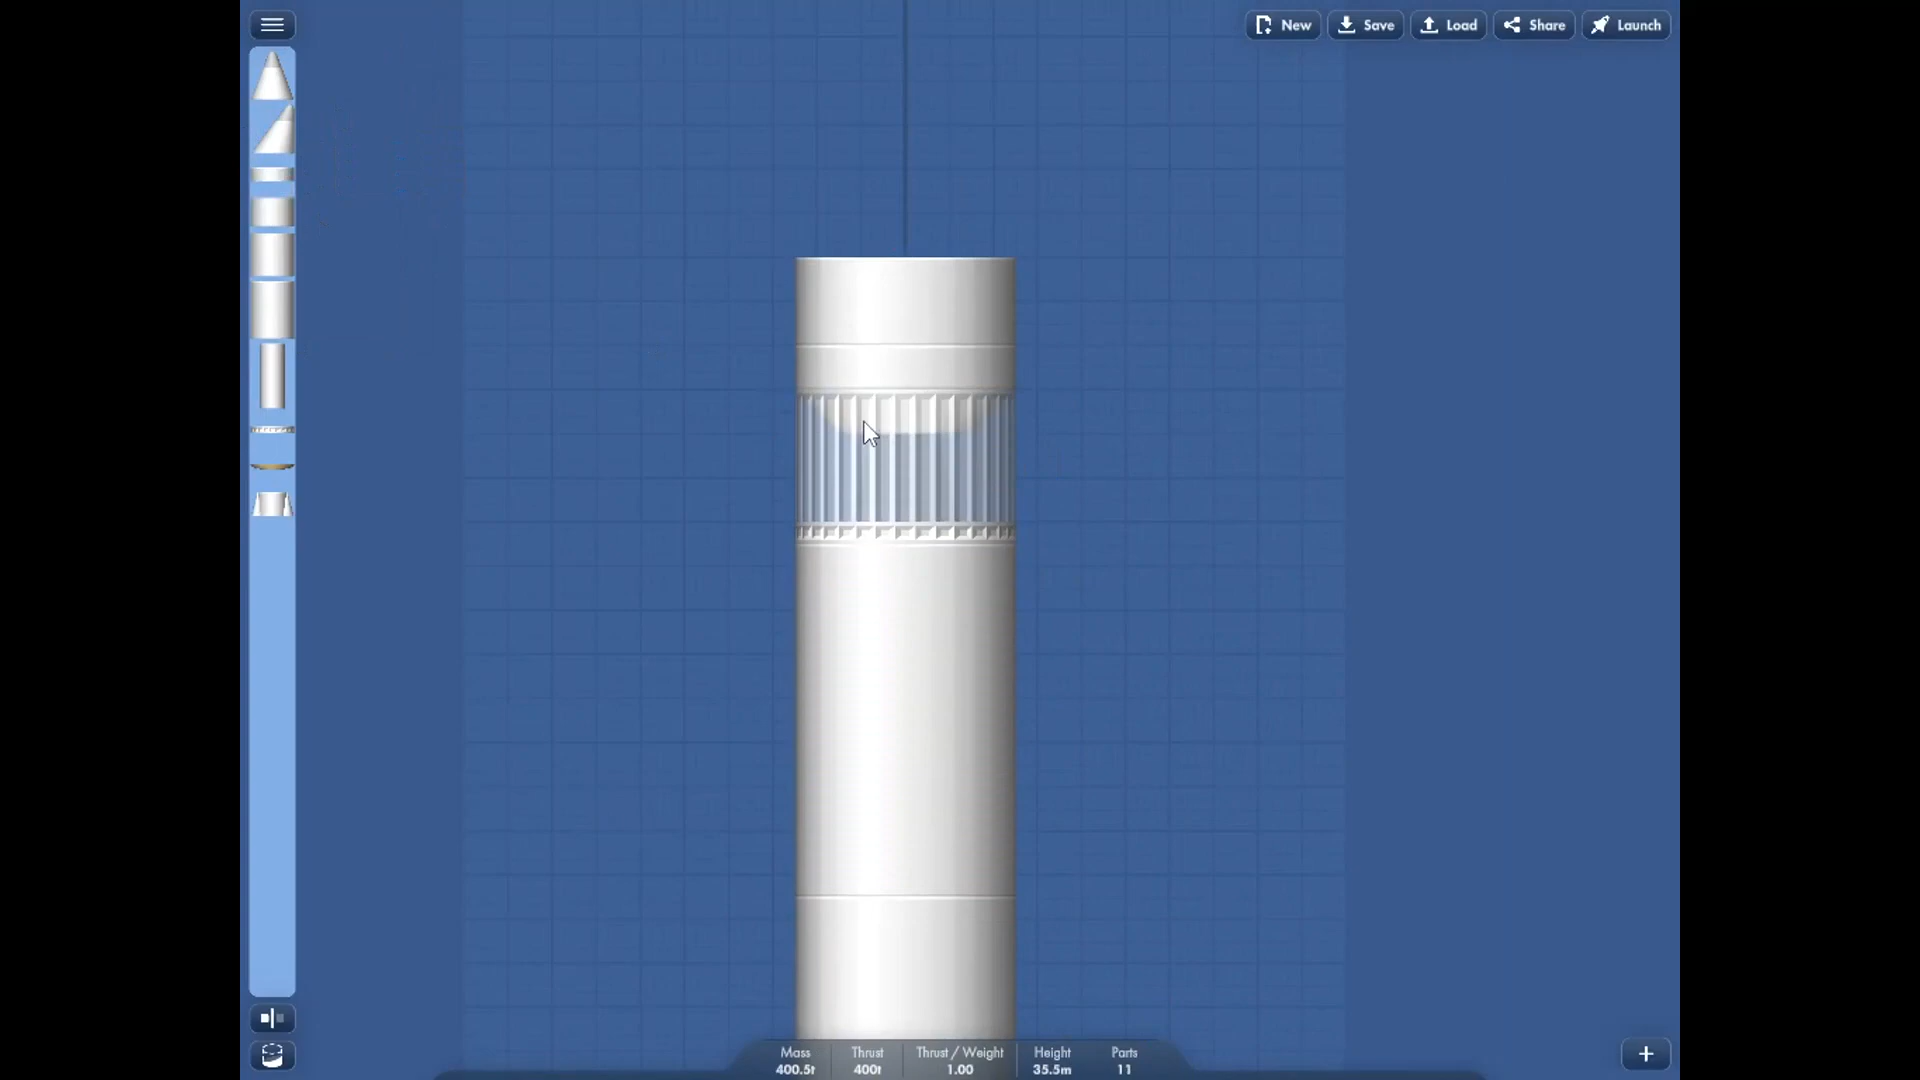 New Save Load Share Launch
Mass Thrust Thrust / Weight Height Parts
400.5t 400t 1.00 35.5m 11